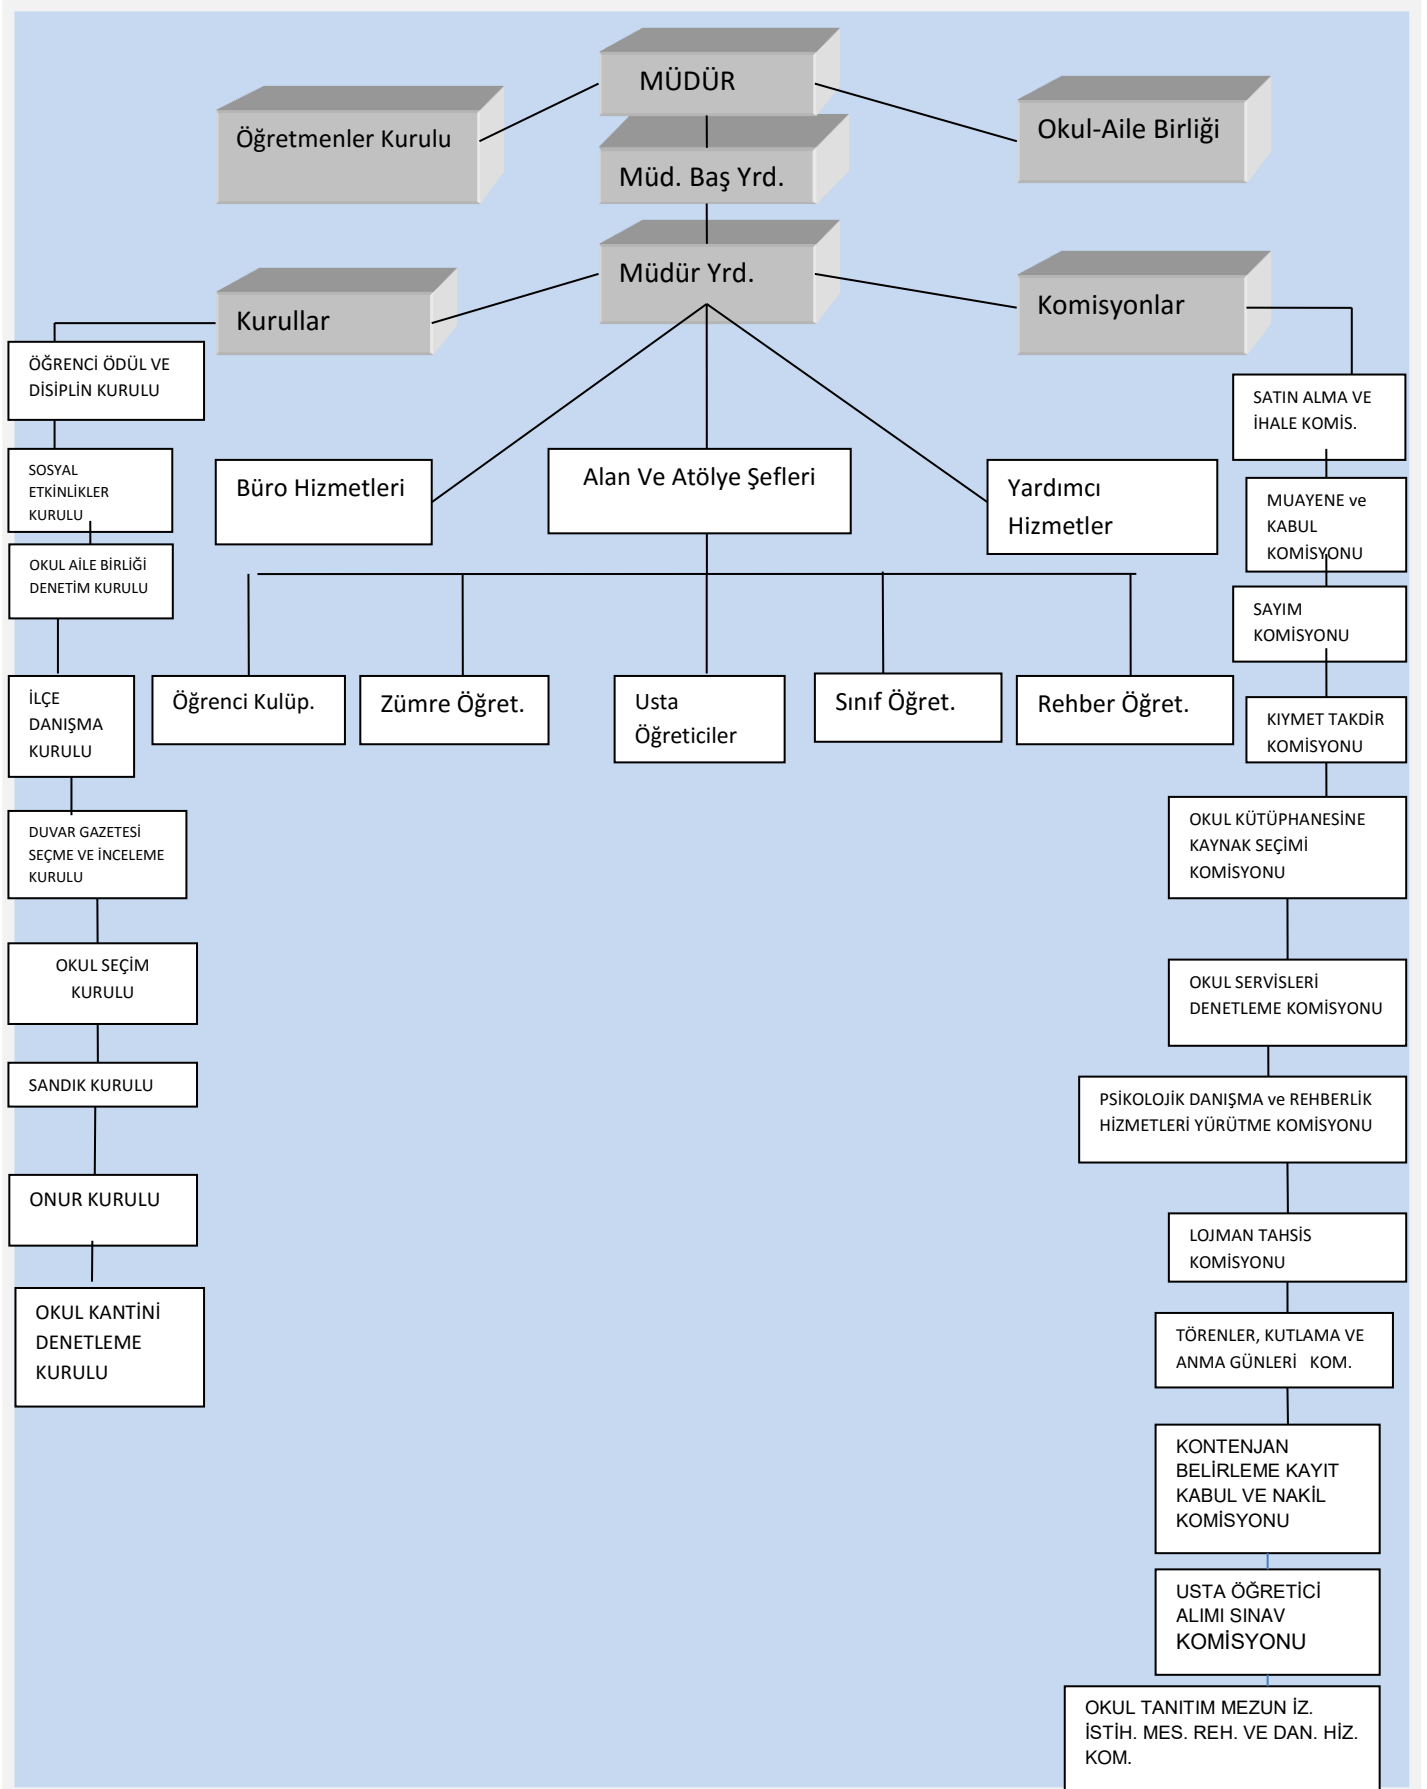 MÜDÜR
Öğretmenler Kurulu
Okul-Aile Birliği
Müd. Baş Yrd.
Müdür Yrd.
Kurullar
Komisyonlar
ÖĞRENCİ ÖDÜL VE
DİSİPLİN KURULU
SOSYAL
ETKİNLİKLER
KURULU
OKUL AİLE BİRLİĞİ
DENETİM KURULU
İLÇE
DANIŞMA
KURULU
DUVAR GAZETESİ
SEÇME VE İNCELEME
KURULU
OKUL SEÇİM
KURULU
SANDIK KURULU
ONUR KURULU
OKUL KANTİNİ
DENETLEME
KURULU
Büro Hizmetleri
Alan Ve Atölye Şefleri
Yardımcı
Hizmetler
Öğrenci Kulüp.
Zümre Öğret.
Usta
Öğreticiler
Sınıf Öğret.
Rehber Öğret.
SATIN ALMA VE
İHALE KOMİS.
MUAYENE ve
KABUL
KOMİSYONU
SAYIM
KOMİSYONU
KIYMET TAKDİR
KOMİSYONU
OKUL KÜTÜPHANESİNE
KAYNAK SEÇİMİ
KOMİSYONU
OKUL SERVİSLERİ
DENETLEME KOMİSYONU
PSİKOLOJİK DANIŞMA ve REHBERLİK
HİZMETLERİ YÜRÜTME KOMİSYONU
LOJMAN TAHSİS
KOMİSYONU
TÖRENLER, KUTLAMA VE
ANMA GÜNLERİ   KOM.
KONTENJAN
BELİRLEME KAYIT
KABUL VE NAKİL
KOMİSYONU
USTA ÖĞRETİCİ
ALIMI SINAV
KOMİSYONU
OKUL TANITIM MEZUN İZ.
İSTİH. MES. REH. VE DAN. HİZ.
KOM.